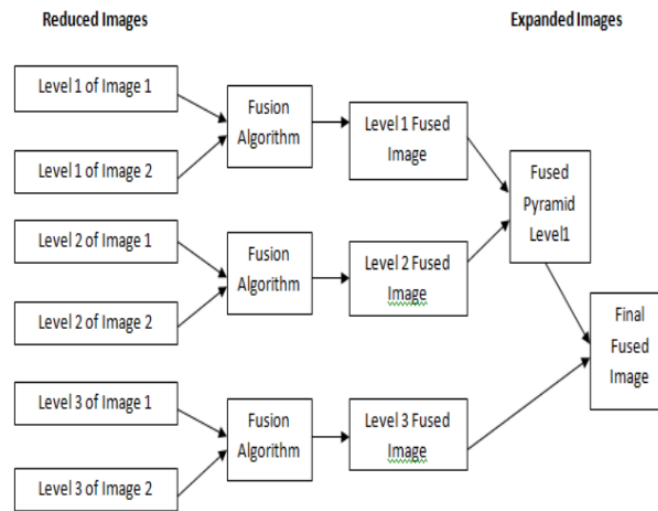 Reduced Images
Expanded Images
Level 1 of Image 1
Level 1 of Image 2
Fusion
Algorithm
Level 1 Fused
Image
Level 2 of Image 1
Level 2 of Image 2
Fusion
Algorithm
Level 2 Fused
Image
Level 3 of Image 1
Level 3 of Image 2
Fusion
Algorithm
Level 3 Fused
Image
Fused
Pyramid
Level1
Final
Fused
Image